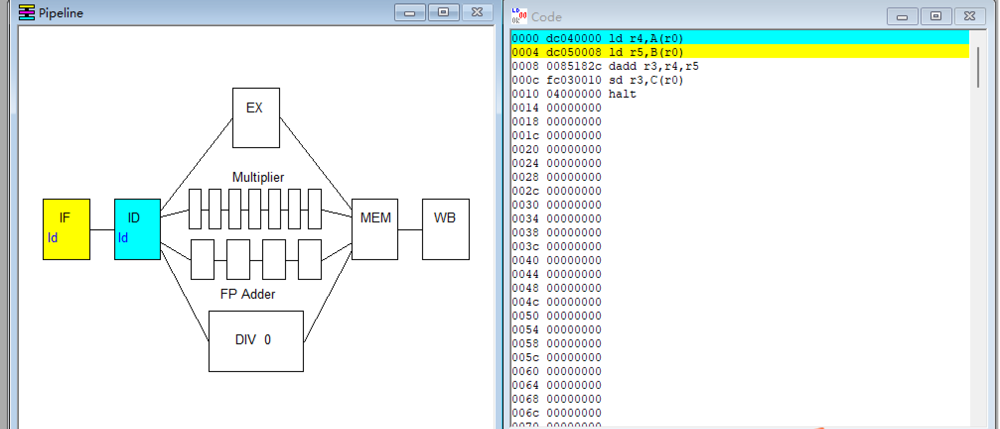 Pipeline
EX
Multiplier
IF
ld
ID
ld
MEM
WB
FP Adder
DIV 0
Code
0000 dc040000 ld r4,A(r0)
0004 dc050008 ld r5,B(r0)
0008 0085182c dadd r3,r4,r5
000c fc030010 sd r3,C(r0)
0010 04000000 halt
0014 00000000
0018 00000000
001c 00000000
0020 00000000
0024 00000000
0028 00000000
002c 00000000
0030 00000000
0034 00000000
0038 00000000
003c 00000000
0040 00000000
0044 00000000
0048 00000000
004c 00000000
0050 00000000
0054 00000000
0058 00000000
005c 00000000
0060 00000000
0064 00000000
0068 00000000
006c 00000000
0070 00000000